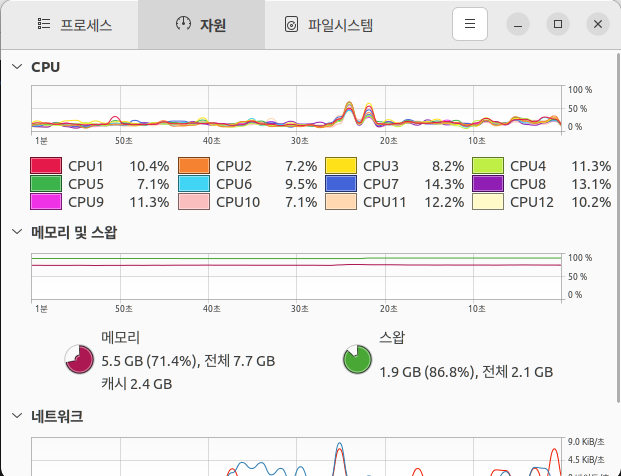 프로세스 자원 파일시스템
CPU
100 %
50 %
0 %
1분 50초 40초 30초 20초 10초
CPU1 10.4% CPU2 7.2% CPU3 8.2% CPU4 11.3%
CPU5 7.1% CPU6 9.5% CPU7 14.3% CPU8 13.1%
CPU9 11.3% CPU10 7.1% CPU11 12.2% CPU12 10.2%
메모리 및 스왑
100 %
50 %
0 %
1분 50초 40초 30초 20초 10초
메모리
5.5 GB (71.4%), 전체 7.7 GB
캐시 2.4 GB
스왑
1.9 GB (86.8%), 전체 2.1 GB
네트워크
9.0 KiB/초
4.5 KiB/초